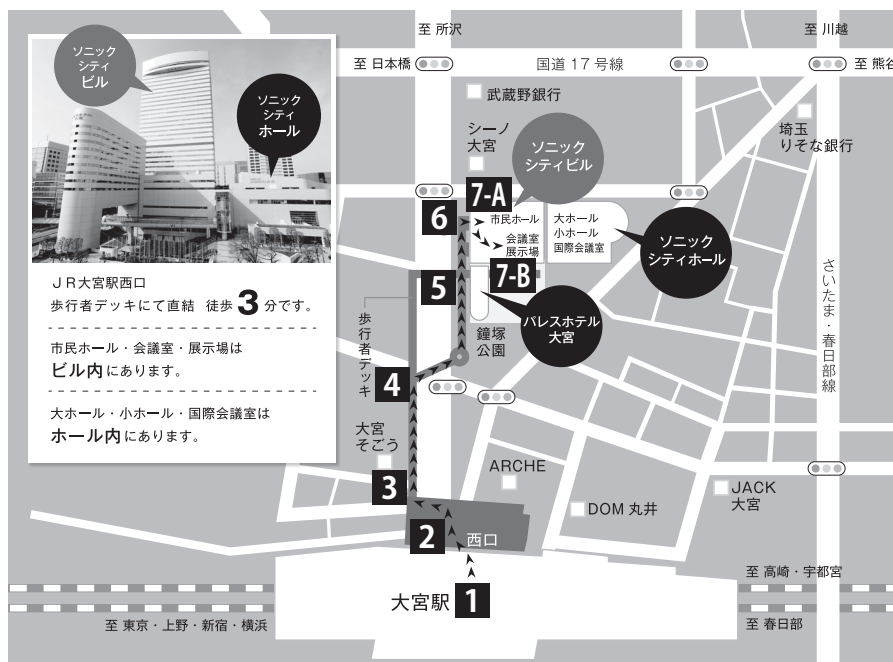 ソニック
シティ
ビル
ソニック
シティ
ホール
JR大宮駅西口
歩行者デッキにて直結 徒歩3分です。
市民ホール・会議室・展示場は
ビル内にあります。
大ホール・小ホール・国際会議室は
ホール内にあります。
至 所沢
至 川越
至 日本橋
国道17号線
至 熊谷
武蔵野銀行
シーノ
大宮
ソニック
シティビル
埼玉
りそな銀行
7-A
6
市民ホール
会議室
展示場
大ホール
小ホール
国際会議室
ソニック
シティホール
7-B
5
パレスホテル
大宮
鐘塚
公園
歩行者デッキ
さいたま・春日部線
4
大宮
そごう
3
ARCHE
DOM 丸井
JACK
大宮
2
西口
大宮駅
1
至 高崎・宇都宮
至 東京・上野・新宿・横浜
至 春日部